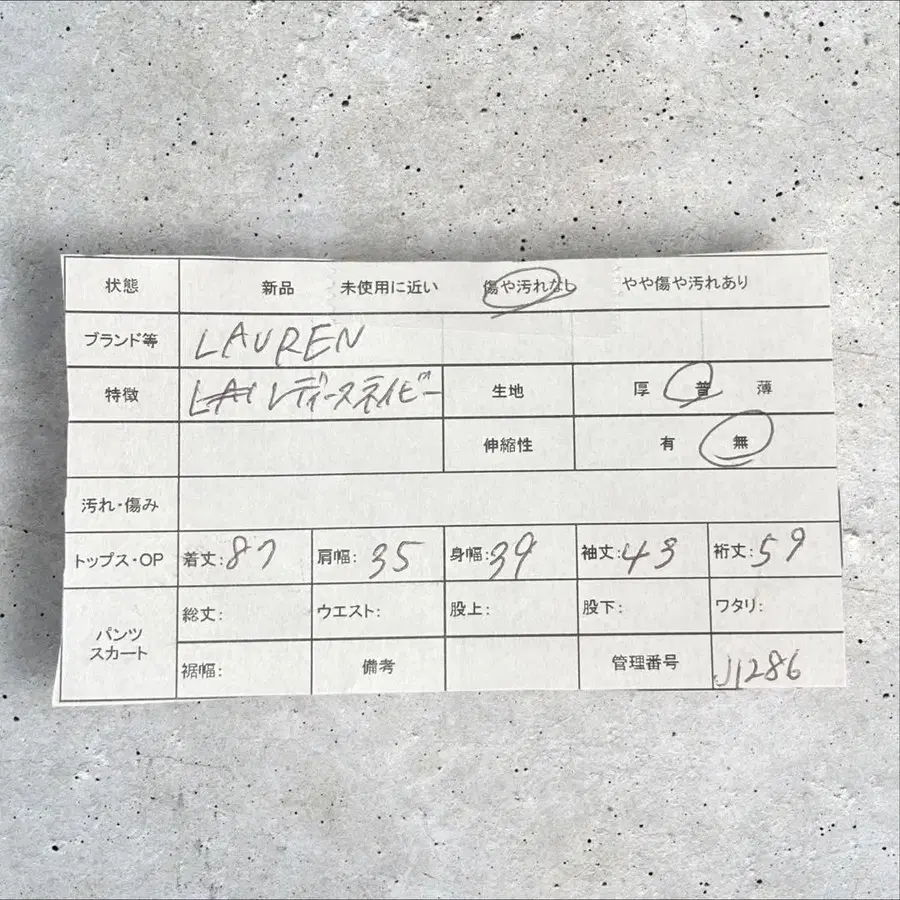 状態 新品 未使用に近い 傷や汚れなし やや傷や汚れあり
ブランド等 LAUREN
特徴 レディースネイビー 生地 厚 普 薄
伸縮性 有 無
汚れ・傷み
トップス・OP 着丈:87 肩幅:35 身幅:39 袖丈:43 裄丈:59
パンツ スカート 総丈: ウエスト: 股上: 股下: ワタリ:
裾幅: 備考 管理番号 J1286